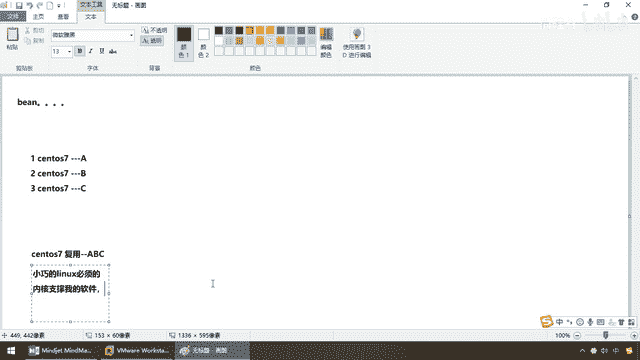 文本工具
无标题 - 画图
文件
主页
查看
文本
粘贴
剪切
复制
剪贴板
微软雅黑
13
B
I
U
abc
字体
不透明
透明
背景
颜色 1
颜色 2
颜色
编辑颜色
使用画图 3D 进行编辑
bean。。。。
1 centos7 ---A
2 centos7 ---B
3 centos7 ---C
centos7 复用--ABC
小巧的linux必须的
内核支撑我的软件，
中
449, 442像素
153 × 60像素
1336 × 595像素
100%
Mindjet MindMa...
VMware Worksta...
无标题 - 画图
中